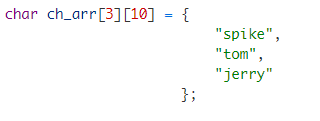 char ch_arr[3][10] = {
"spike",
"tom",
"jerry"
};